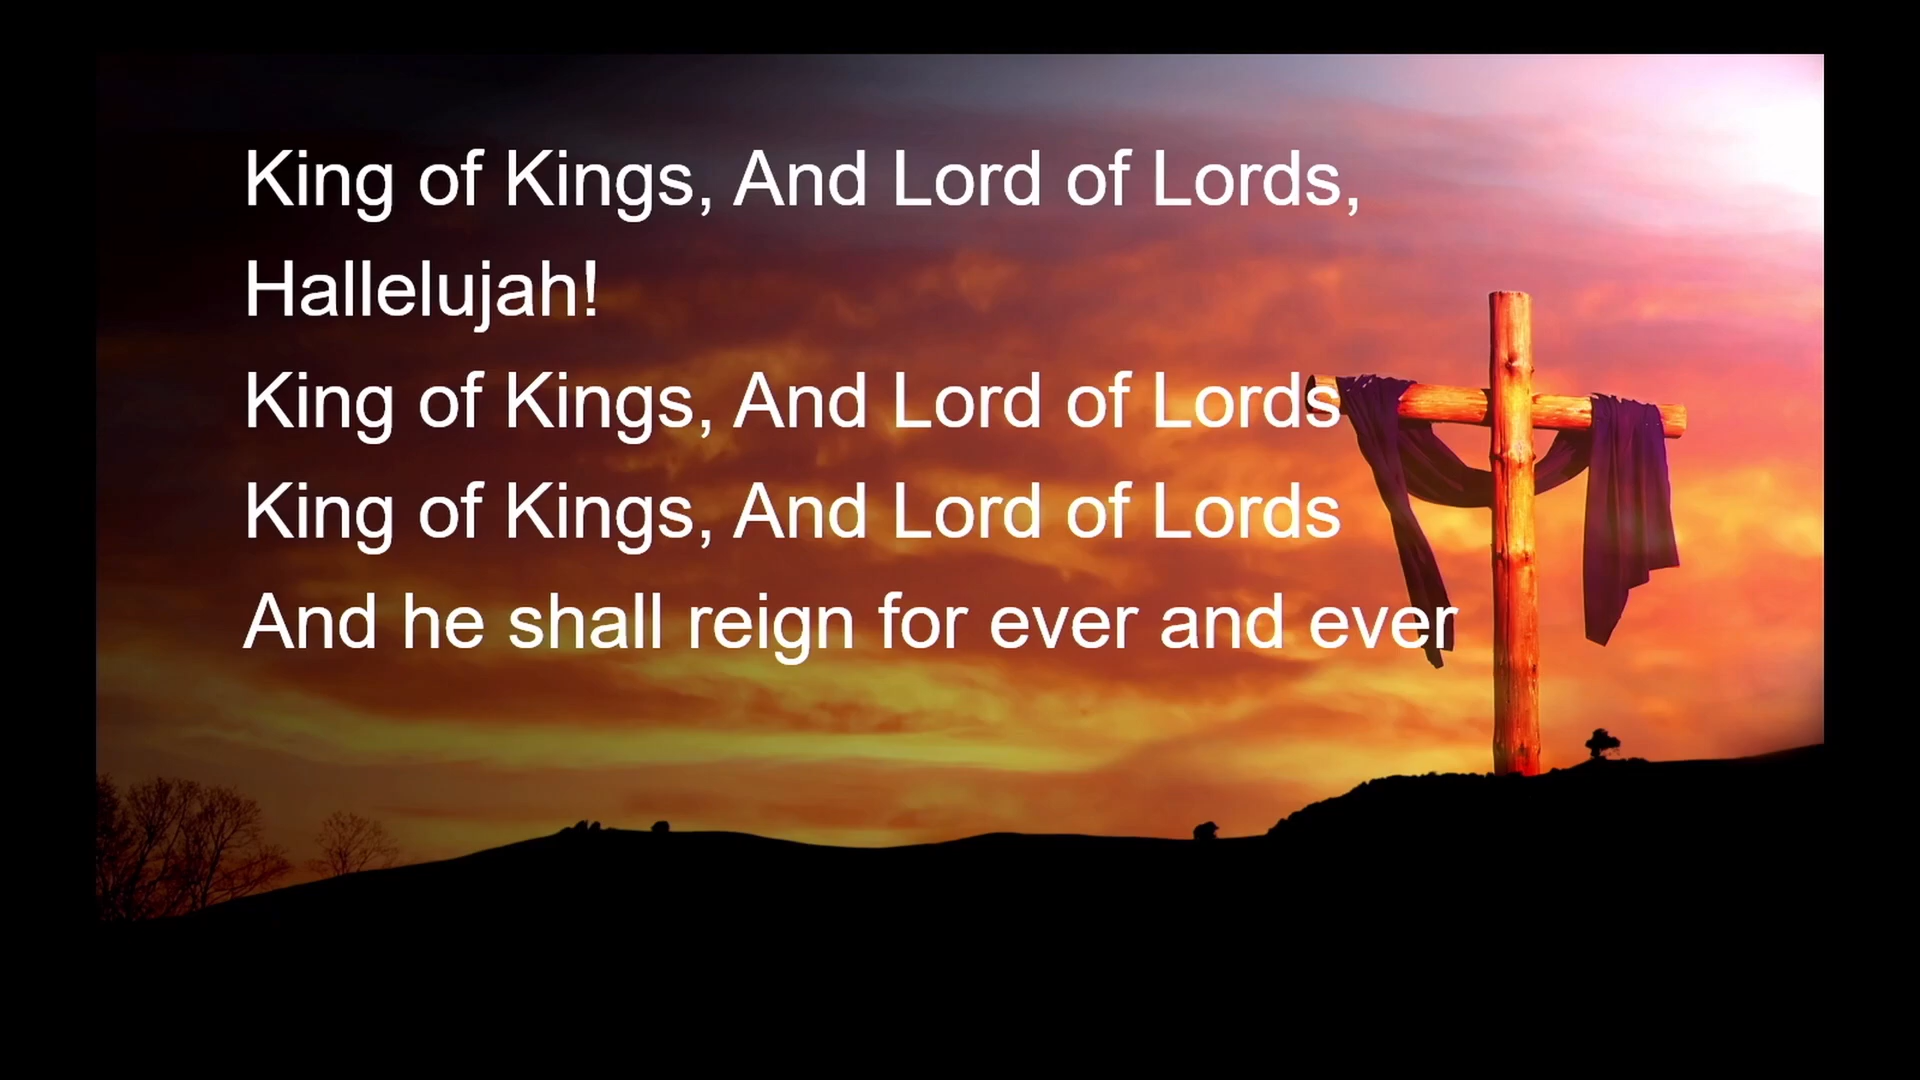 King of Kings, And Lord of Lords,
Hallelujah!
King of Kings, And Lord of Lords
King of Kings, And Lord of Lords
And he shall reign for ever and ever